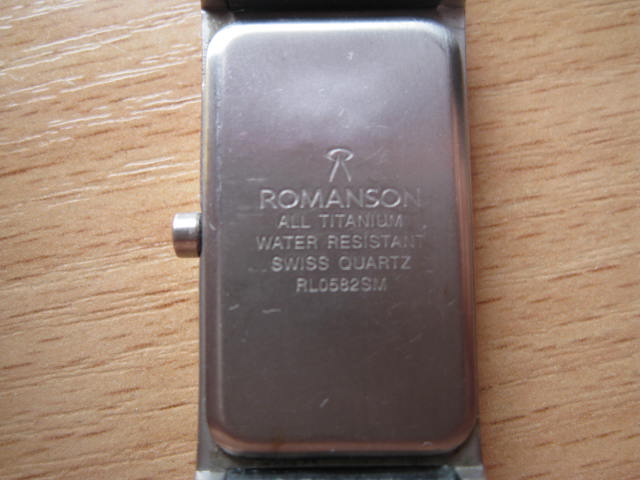 ROMANSON
ALL TITANIUM
WATER RESISTANT
SWISS QUARTZ
RL0582SM